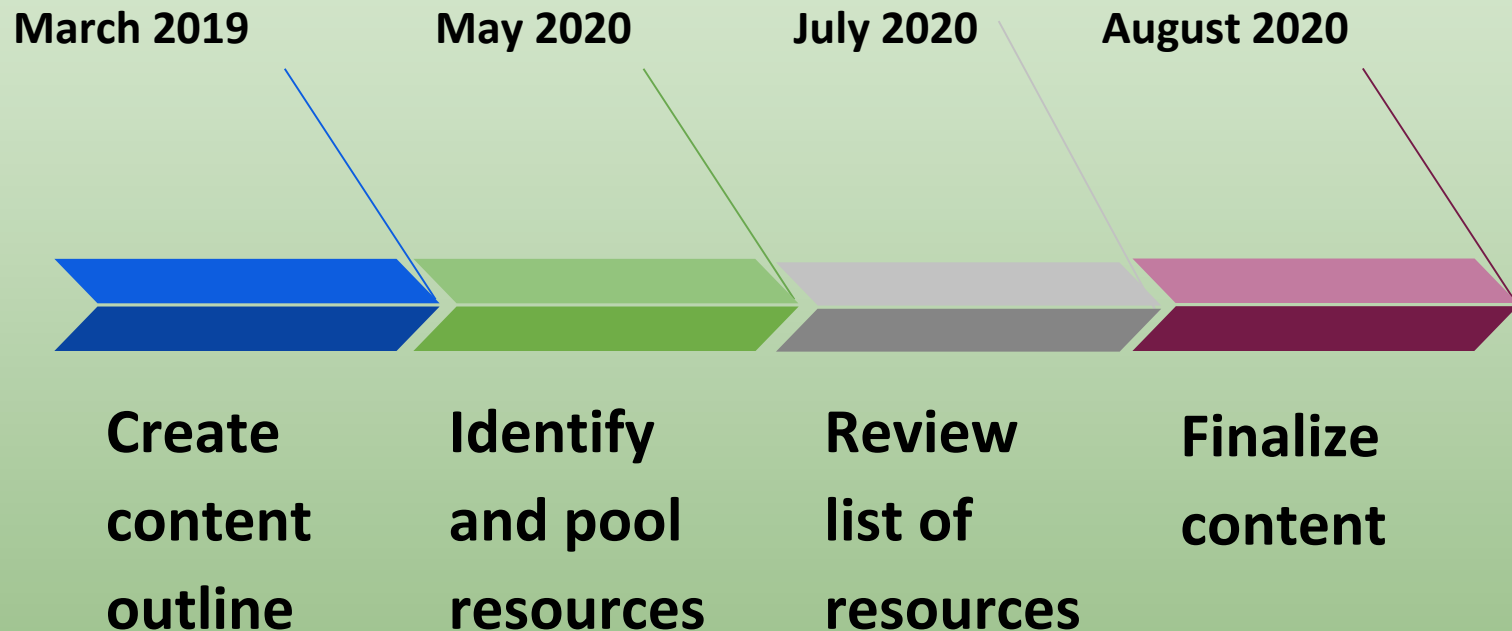 March 2019
May 2020
July 2020
August 2020
Create
content
outline
Identify
and pool
resources
Review
list of
resources
Finalize
content